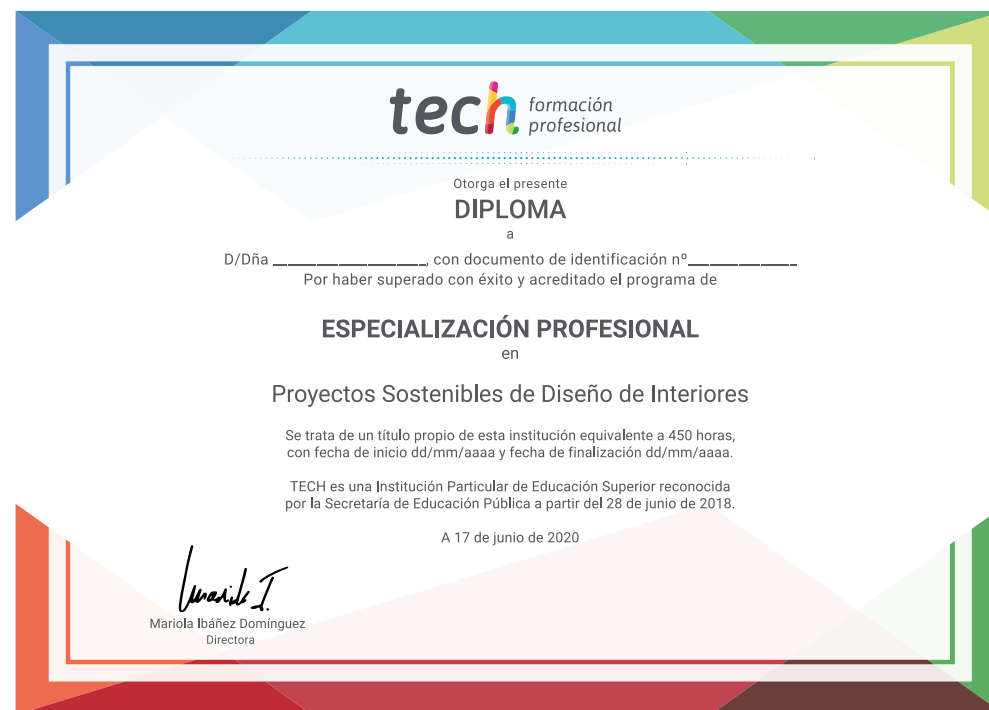 tech formación
profesional
Otorga el presente
DIPLOMA
a
D/Dña ____________________, con documento de identificación nº______________
Por haber superado con éxito y acreditado el programa de
ESPECIALIZACIÓN PROFESIONAL
en
Proyectos Sostenibles de Diseño de Interiores
Se trata de un título propio de esta institución equivalente a 450 horas,
con fecha de inicio dd/mm/aaaa y fecha de finalización dd/mm/aaaa.
TECH es una Institución Particular de Educación Superior reconocida
por la Secretaría de Educación Pública a partir del 28 de junio de 2018.
A 17 de junio de 2020
Mariola Ibáñez Domínguez
Directora